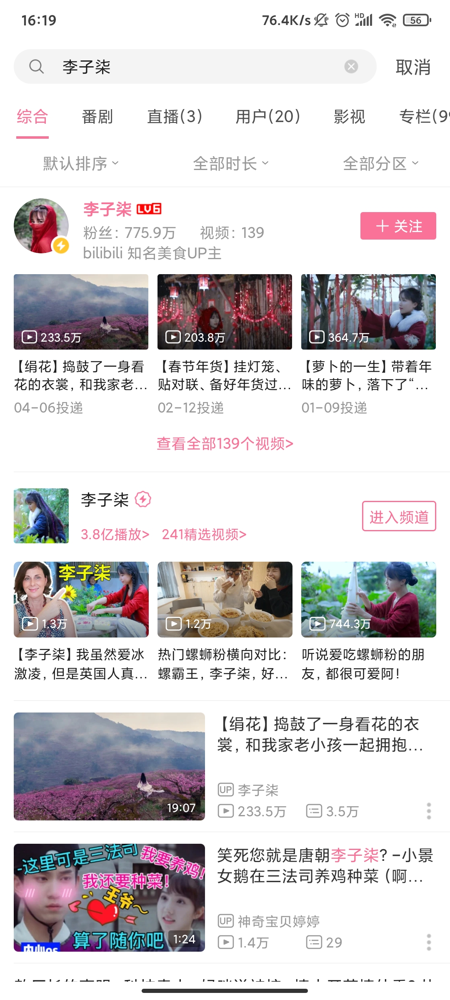 16:19
76.4K/s HD 56
李子柒
取消
综合 番剧 直播(3) 用户(20) 影视 专栏(99
默认排序 全部时长 全部分区
李子柒 LV6
粉丝：775.9万 视频：139
bilibili 知名美食UP主
关注
233.5万 203.8万 364.7万
【绢花】捣鼓了一身看
花的衣裳，和我家老...
04-06投递
【春节年货】挂灯笼、
贴对联、备好年货过...
02-12投递
【萝卜的一生】带着年
味的萝卜，落下了“...
01-09投递
查看全部139个视频>
李子柒
3.8亿播放> 241精选视频>
进入频道
李子柒
1.3万 1.2万 744.3万
【李子柒】我虽然爱冰
激凌，但是英国人真...
热门螺蛳粉横向对比：
螺霸王，李子柒，好...
听说爱吃螺蛳粉的朋
友，都很可爱阿！
19:07
【绢花】捣鼓了一身看花的衣
裳，和我家老小孩一起拥抱...
UP 李子柒
233.5万 3.5万
-这里可是三法司
我要养鸡！
我还要种菜！
王爷～
算了随你吧
内心os
1:24
笑死您就是唐朝李子柒？-小景
女鹅在三法司养鸡种菜（啊...
UP 神奇宝贝婷婷
1.4万 29